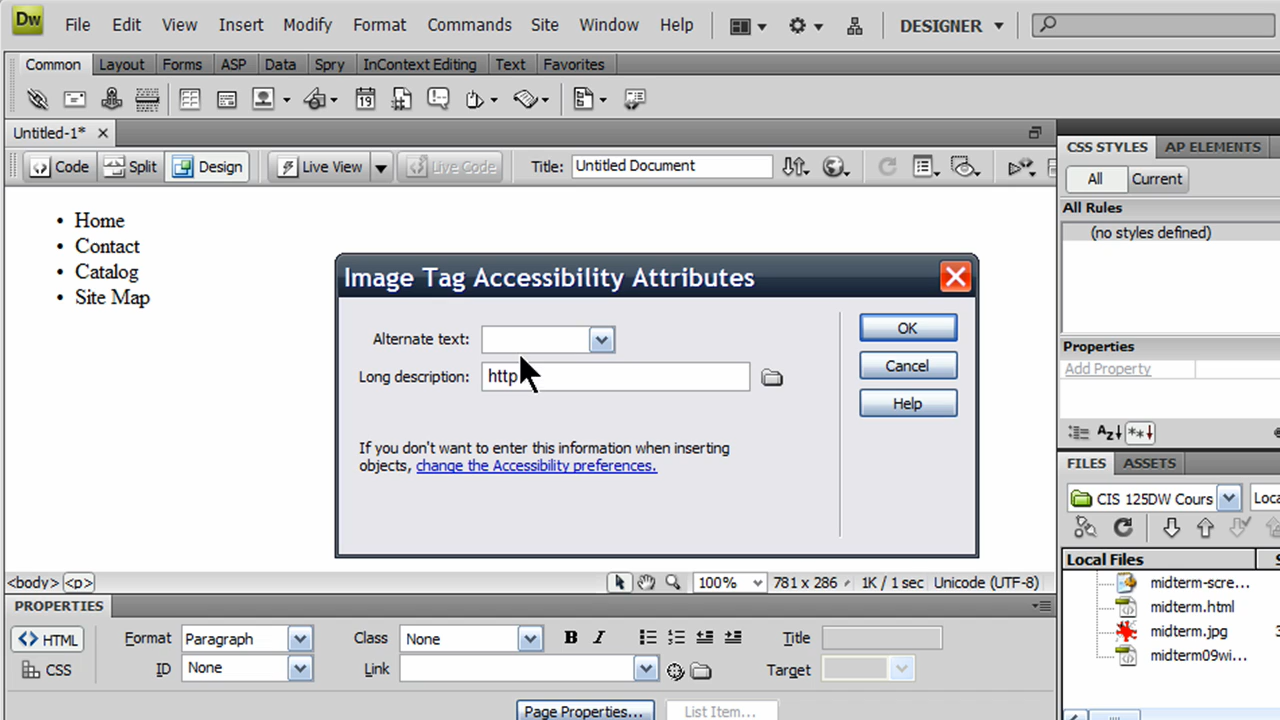 Dw File Edit View Insert Modify Format Commands Site Window Help DESIGNER
Common Layout Forms ASP Data Spry InContext Editing Text Favorites
Untitled-1*
Code Split Design Live View Live Code Title: Untitled Document
Home
Contact
Catalog
Site Map
Image Tag Accessibility Attributes
Alternate text:
Long description: http
If you don't want to enter this information when inserting
objects, change the Accessibility preferences.
OK
Cancel
Help
<body> <p> 100% 781 x 286 1K / 1 sec Unicode (UTF-8)
PROPERTIES
HTML Format Paragraph Class None B I Title
CSS ID None Link Target
Page Properties... List Item...
CSS STYLES AP ELEMENTS
All Current
All Rules
(no styles defined)
Properties
Add Property
FILES ASSETS
CIS 125DW Cours Loca
Local Files S
midterm-scre...
midterm.html
midterm.jpg 3
midterm09wi...